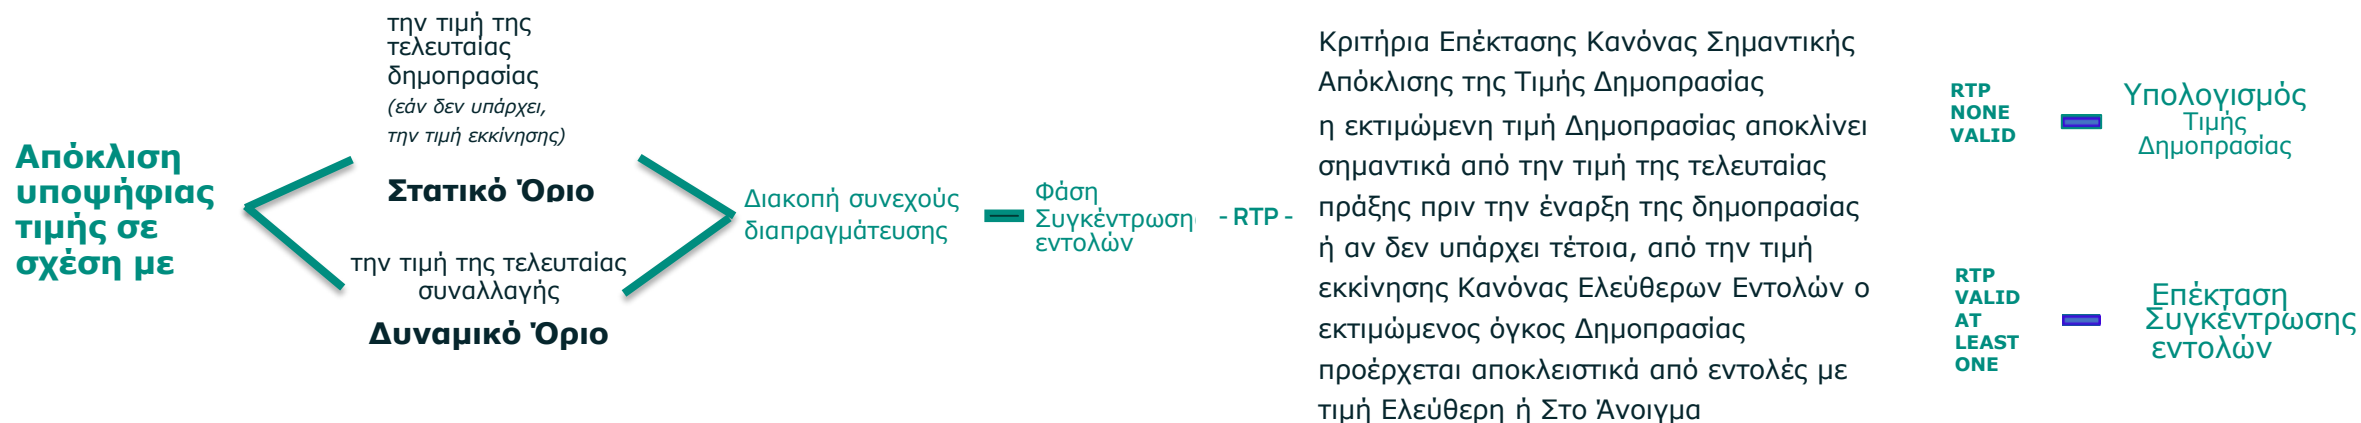 Απόκλιση
υποψήφιας
τιμής σε
σχέση με
την τιμή της
τελευταίας
δημοπρασίας
(εάν δεν υπάρχει,
την τιμή εκκίνησης)
Στατικό Όριο
την τιμή της τελευταίας
συναλλαγής
Δυναμικό Όριο
Διακοπή συνεχούς
διαπραγμάτευσης
Φάση
Συγκέντρωση
εντολών
- RTP -
Κριτήρια Επέκτασης Κανόνας Σημαντικής
Απόκλισης της Τιμής Δημοπρασίας
η εκτιμώμενη τιμή Δημοπρασίας αποκλίνει
σημαντικά από την τιμή της τελευταίας
πράξης πριν την έναρξη της δημοπρασίας
ή αν δεν υπάρχει τέτοια, από την τιμή
εκκίνησης Κανόνας Ελεύθερων Εντολών ο
εκτιμώμενος όγκος Δημοπρασίας
προέρχεται αποκλειστικά από εντολές με
τιμή Ελεύθερη ή Στο Άνοιγμα
RTP
NONE
VALID
Υπολογισμός
Τιμής
Δημοπρασίας
RTP
VALID
AT
LEAST
ONE
Επέκταση
Συγκέντρωσης
εντολών